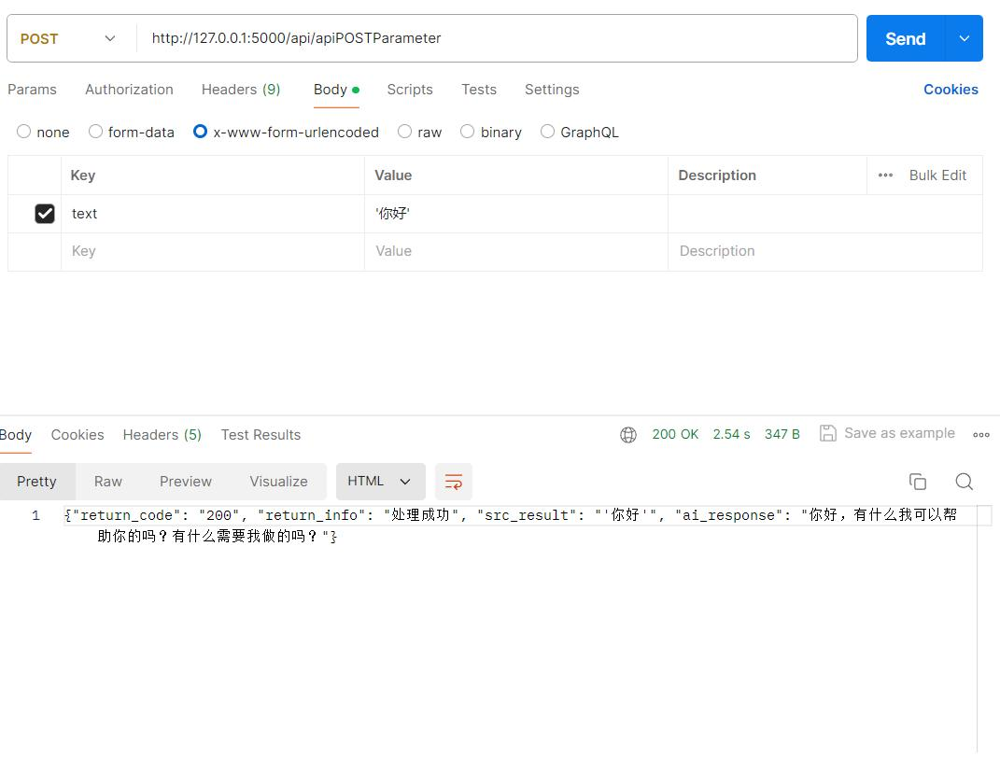 POST http://127.0.0.1:5000/api/apiPOSTParameter Send
Params Authorization Headers (9) Body Scripts Tests Settings Cookies
none form-data x-www-form-urlencoded raw binary GraphQL
Key Value Description ••• Bulk Edit
text '你好'
Key Value Description
Body Cookies Headers (5) Test Results 200 OK 2.54 s 347 B Save as example
Pretty Raw Preview Visualize HTML
1 {"return_code": "200", "return_info": "处理成功", "src_result": "'你好'", "ai_response": "你好，有什么我可以帮
助你的吗？有什么需要我做的吗？"}